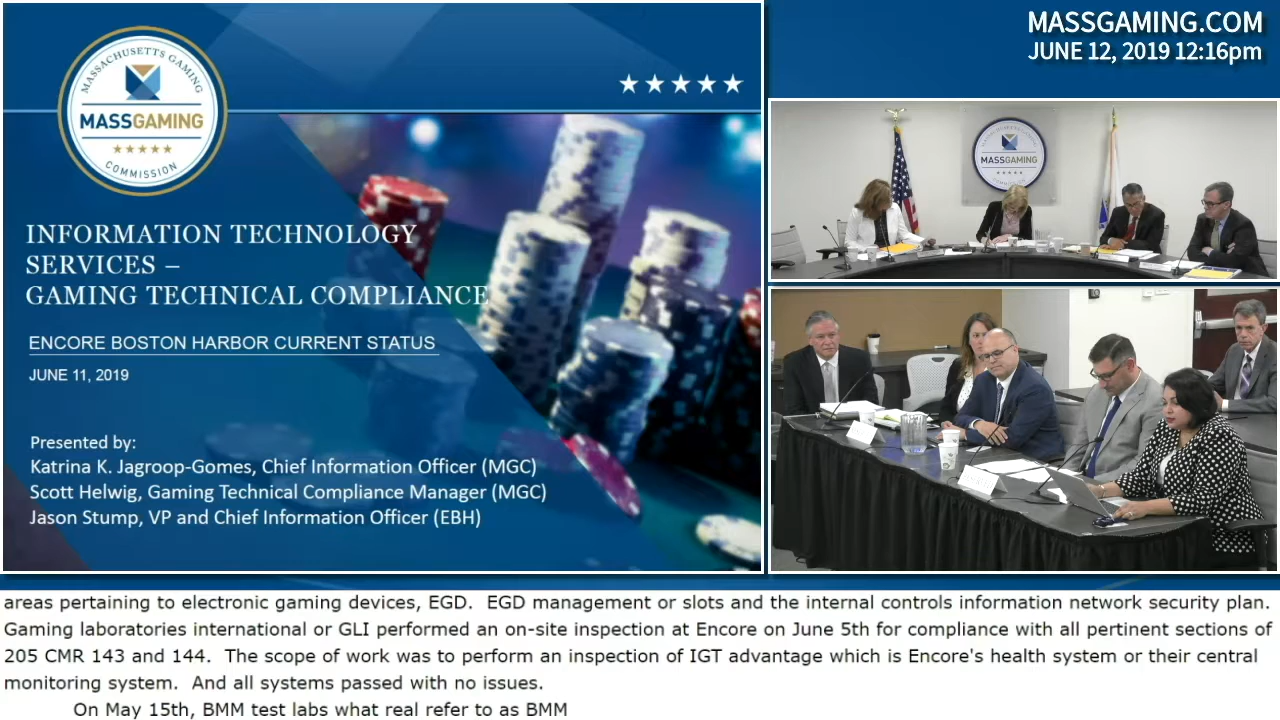 MASSACHUSETTS GAMING
MASSGAMING
COMMISSION
INFORMATION TECHNOLOGY
SERVICES –
GAMING TECHNICAL COMPLIANCE
ENCORE BOSTON HARBOR CURRENT STATUS
JUNE 11, 2019
Presented by:
Katrina K. Jagroop-Gomes, Chief Information Officer (MGC)
Scott Helwig, Gaming Technical Compliance Manager (MGC)
Jason Stump, VP and Chief Information Officer (EBH)
MASSGAMING.COM
JUNE 12, 2019 12:16pm
MASSGAMING
areas pertaining to electronic gaming devices, EGD.  EGD management or slots and the internal controls information network security plan.
Gaming laboratories international or GLI performed an on-site inspection at Encore on June 5th for compliance with all pertinent sections of
205 CMR 143 and 144.  The scope of work was to perform an inspection of IGT advantage which is Encore's health system or their central
monitoring system.  And all systems passed with no issues.
On May 15th, BMM test labs what real refer to as BMM